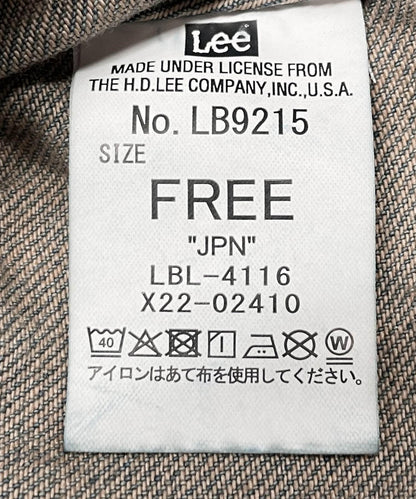 Lee
MADE UNDER LICENSE FROM
THE H.D.LEE COMPANY,INC.,U.S.A.
No. LB9215
SIZE
FREE
"JPN"
LBL-4116
X22-02410
40 W
アイロンはあて布を使用してください。